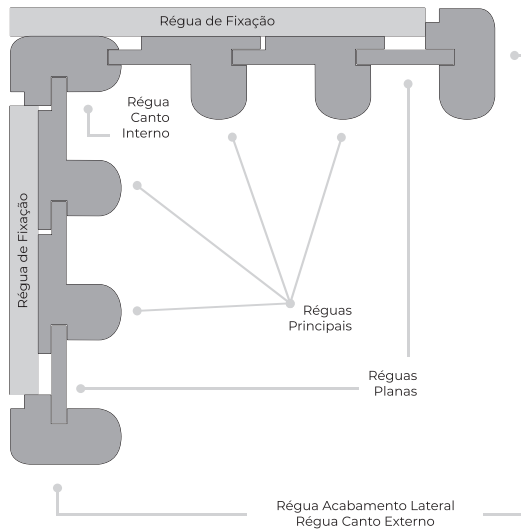 Régua de Fixação
Régua
Canto
Interno
Régua de Fixação
Réguas
Principais
Réguas
Planas
Régua Acabamento Lateral
Régua Canto Externo